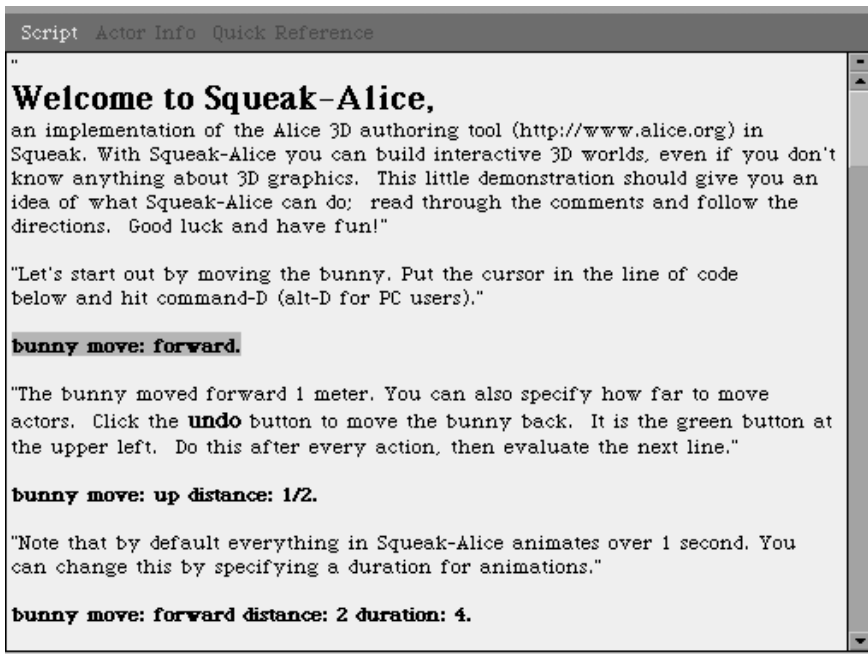 Script Actor Info Quick Reference
"
Welcome to Squeak-Alice,
an implementation of the Alice 3D authoring tool (http://www.alice.org) in
Squeak. With Squeak-Alice you can build interactive 3D worlds, even if you don't
know anything about 3D graphics.  This little demonstration should give you an
idea of what Squeak-Alice can do;  read through the comments and follow the
directions.  Good luck and have fun!"
"Let's start out by moving the bunny. Put the cursor in the line of code
below and hit command-D (alt-D for PC users)."
bunny move: forward.
"The bunny moved forward 1 meter. You can also specify how far to move
actors.  Click the undo button to move the bunny back.  It is the green button at
the upper left.  Do this after every action, then evaluate the next line."
bunny move: up distance: 1/2.
"Note that by default everything in Squeak-Alice animates over 1 second. You
can change this by specifying a duration for animations."
bunny move: forward distance: 2 duration: 4.